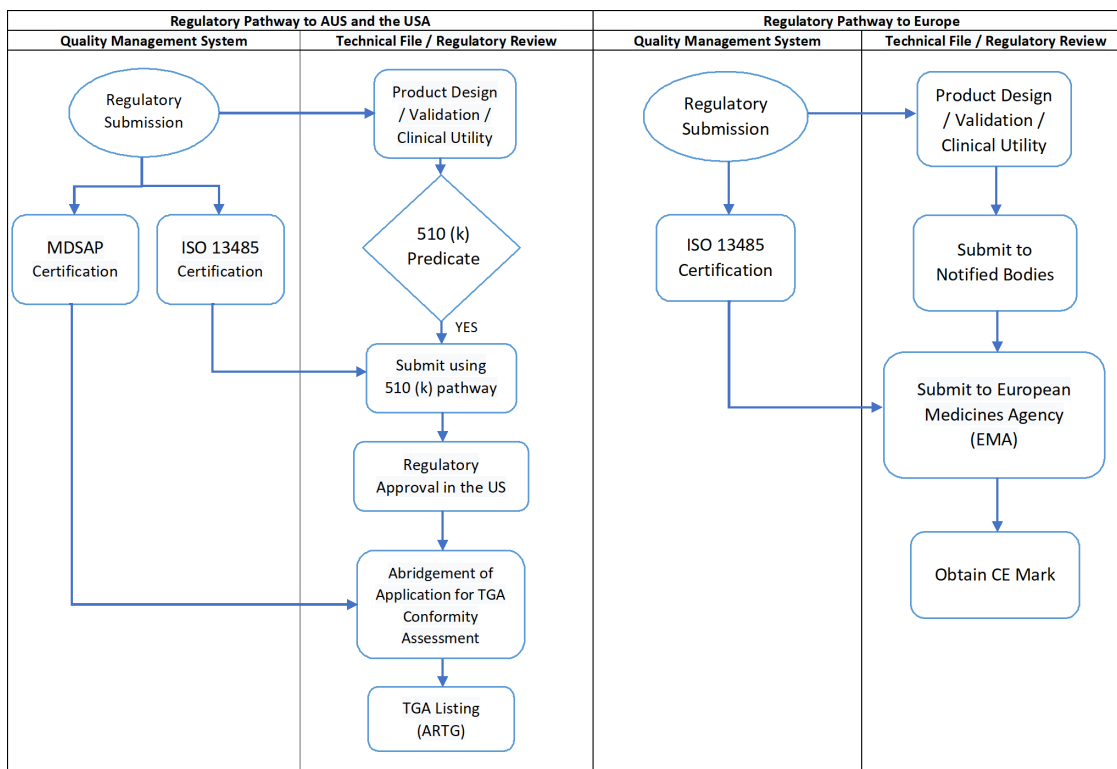 Regulatory Pathway to AUS and the USA
Quality Management System
Technical File / Regulatory Review
Regulatory
Submission
Product Design
/ Validation /
Clinical Utility
MDSAP
Certification
ISO 13485
Certification
510 (k)
Predicate
YES
Submit using
510 (k) pathway
Regulatory
Approval in the US
Abridgement of
Application for TGA
Conformity
Assessment
TGA Listing
(ARTG)
Regulatory Pathway to Europe
Quality Management System
Technical File / Regulatory Review
Regulatory
Submission
Product Design
/ Validation /
Clinical Utility
ISO 13485
Certification
Submit to
Notified Bodies
Submit to European
Medicines Agency
(EMA)
Obtain CE Mark